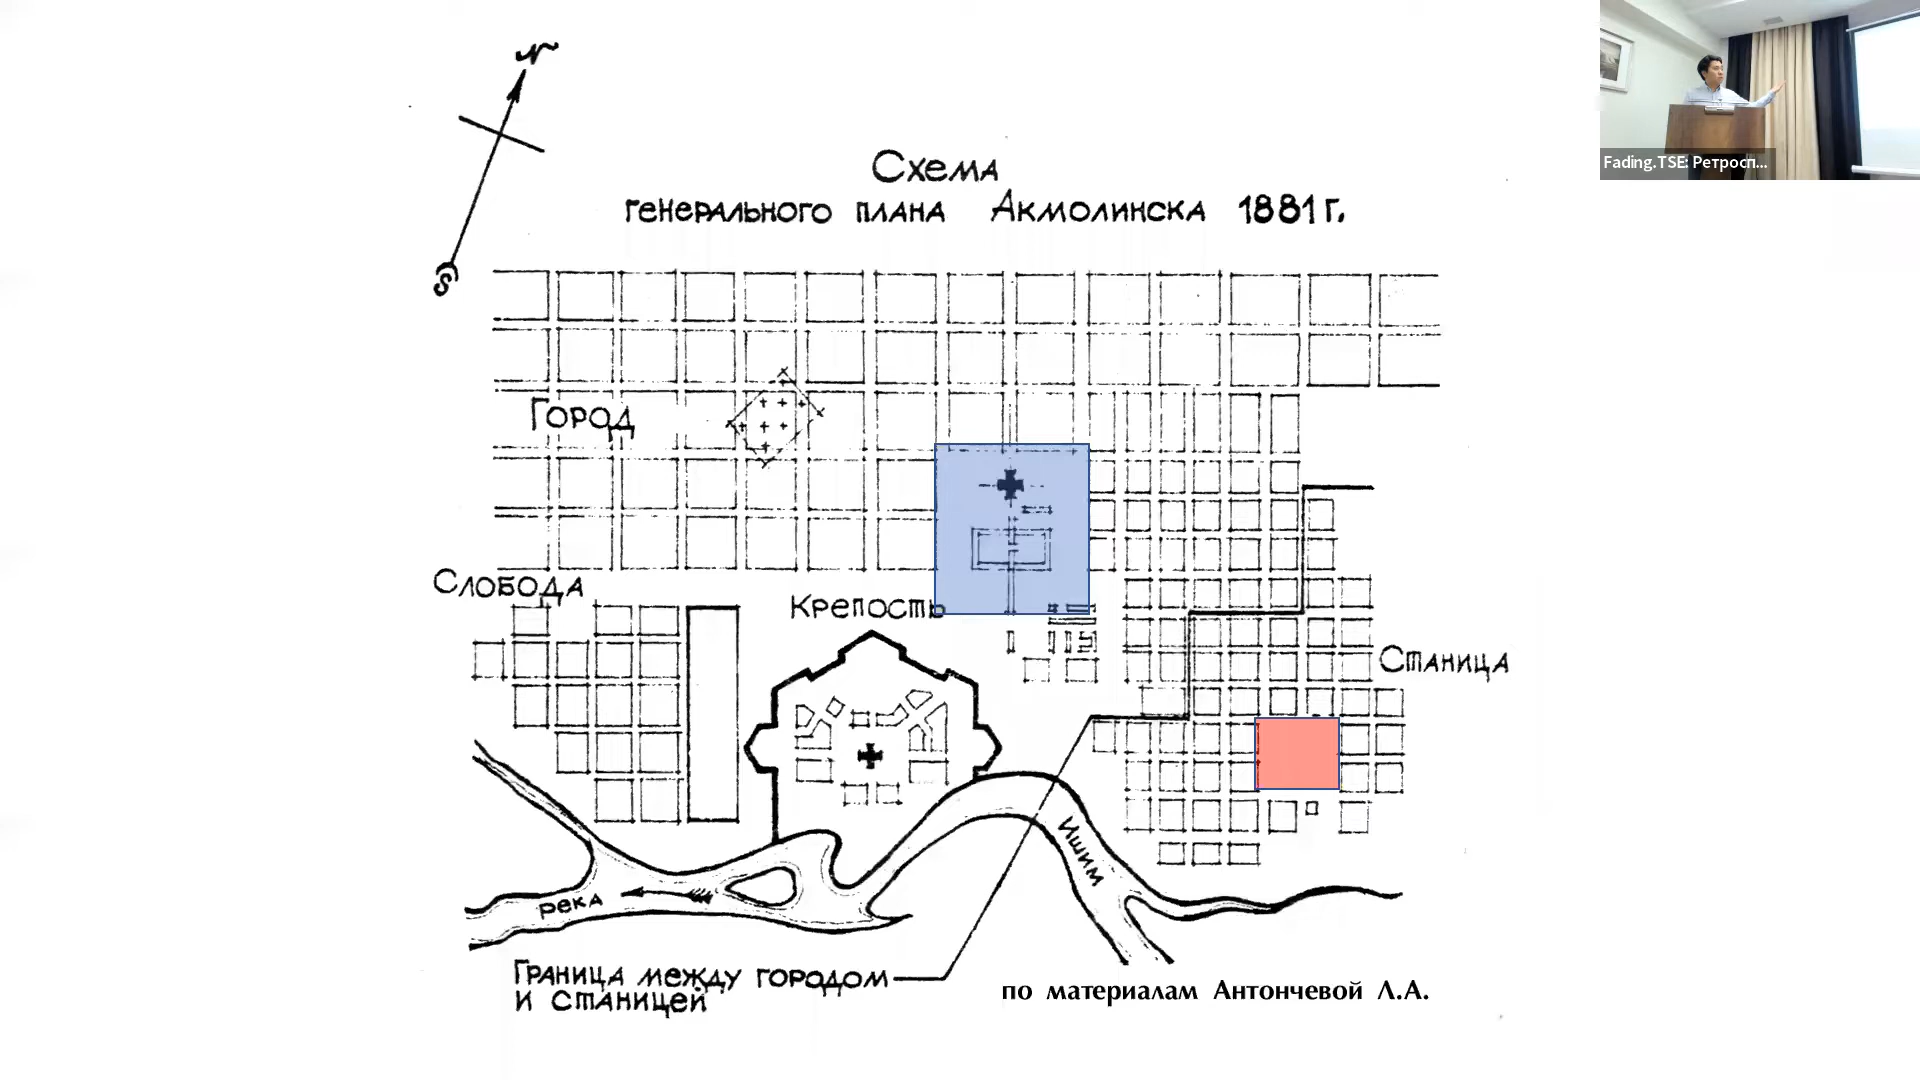 N
S
Схема
генерального плана Акмолинска 1881 г.
Fading.TSE: Ретросп...
Город
Слобода
Крепость
Станица
Ишим
река
Граница между городом
и станицей
по материалам Антончевой Л.А.